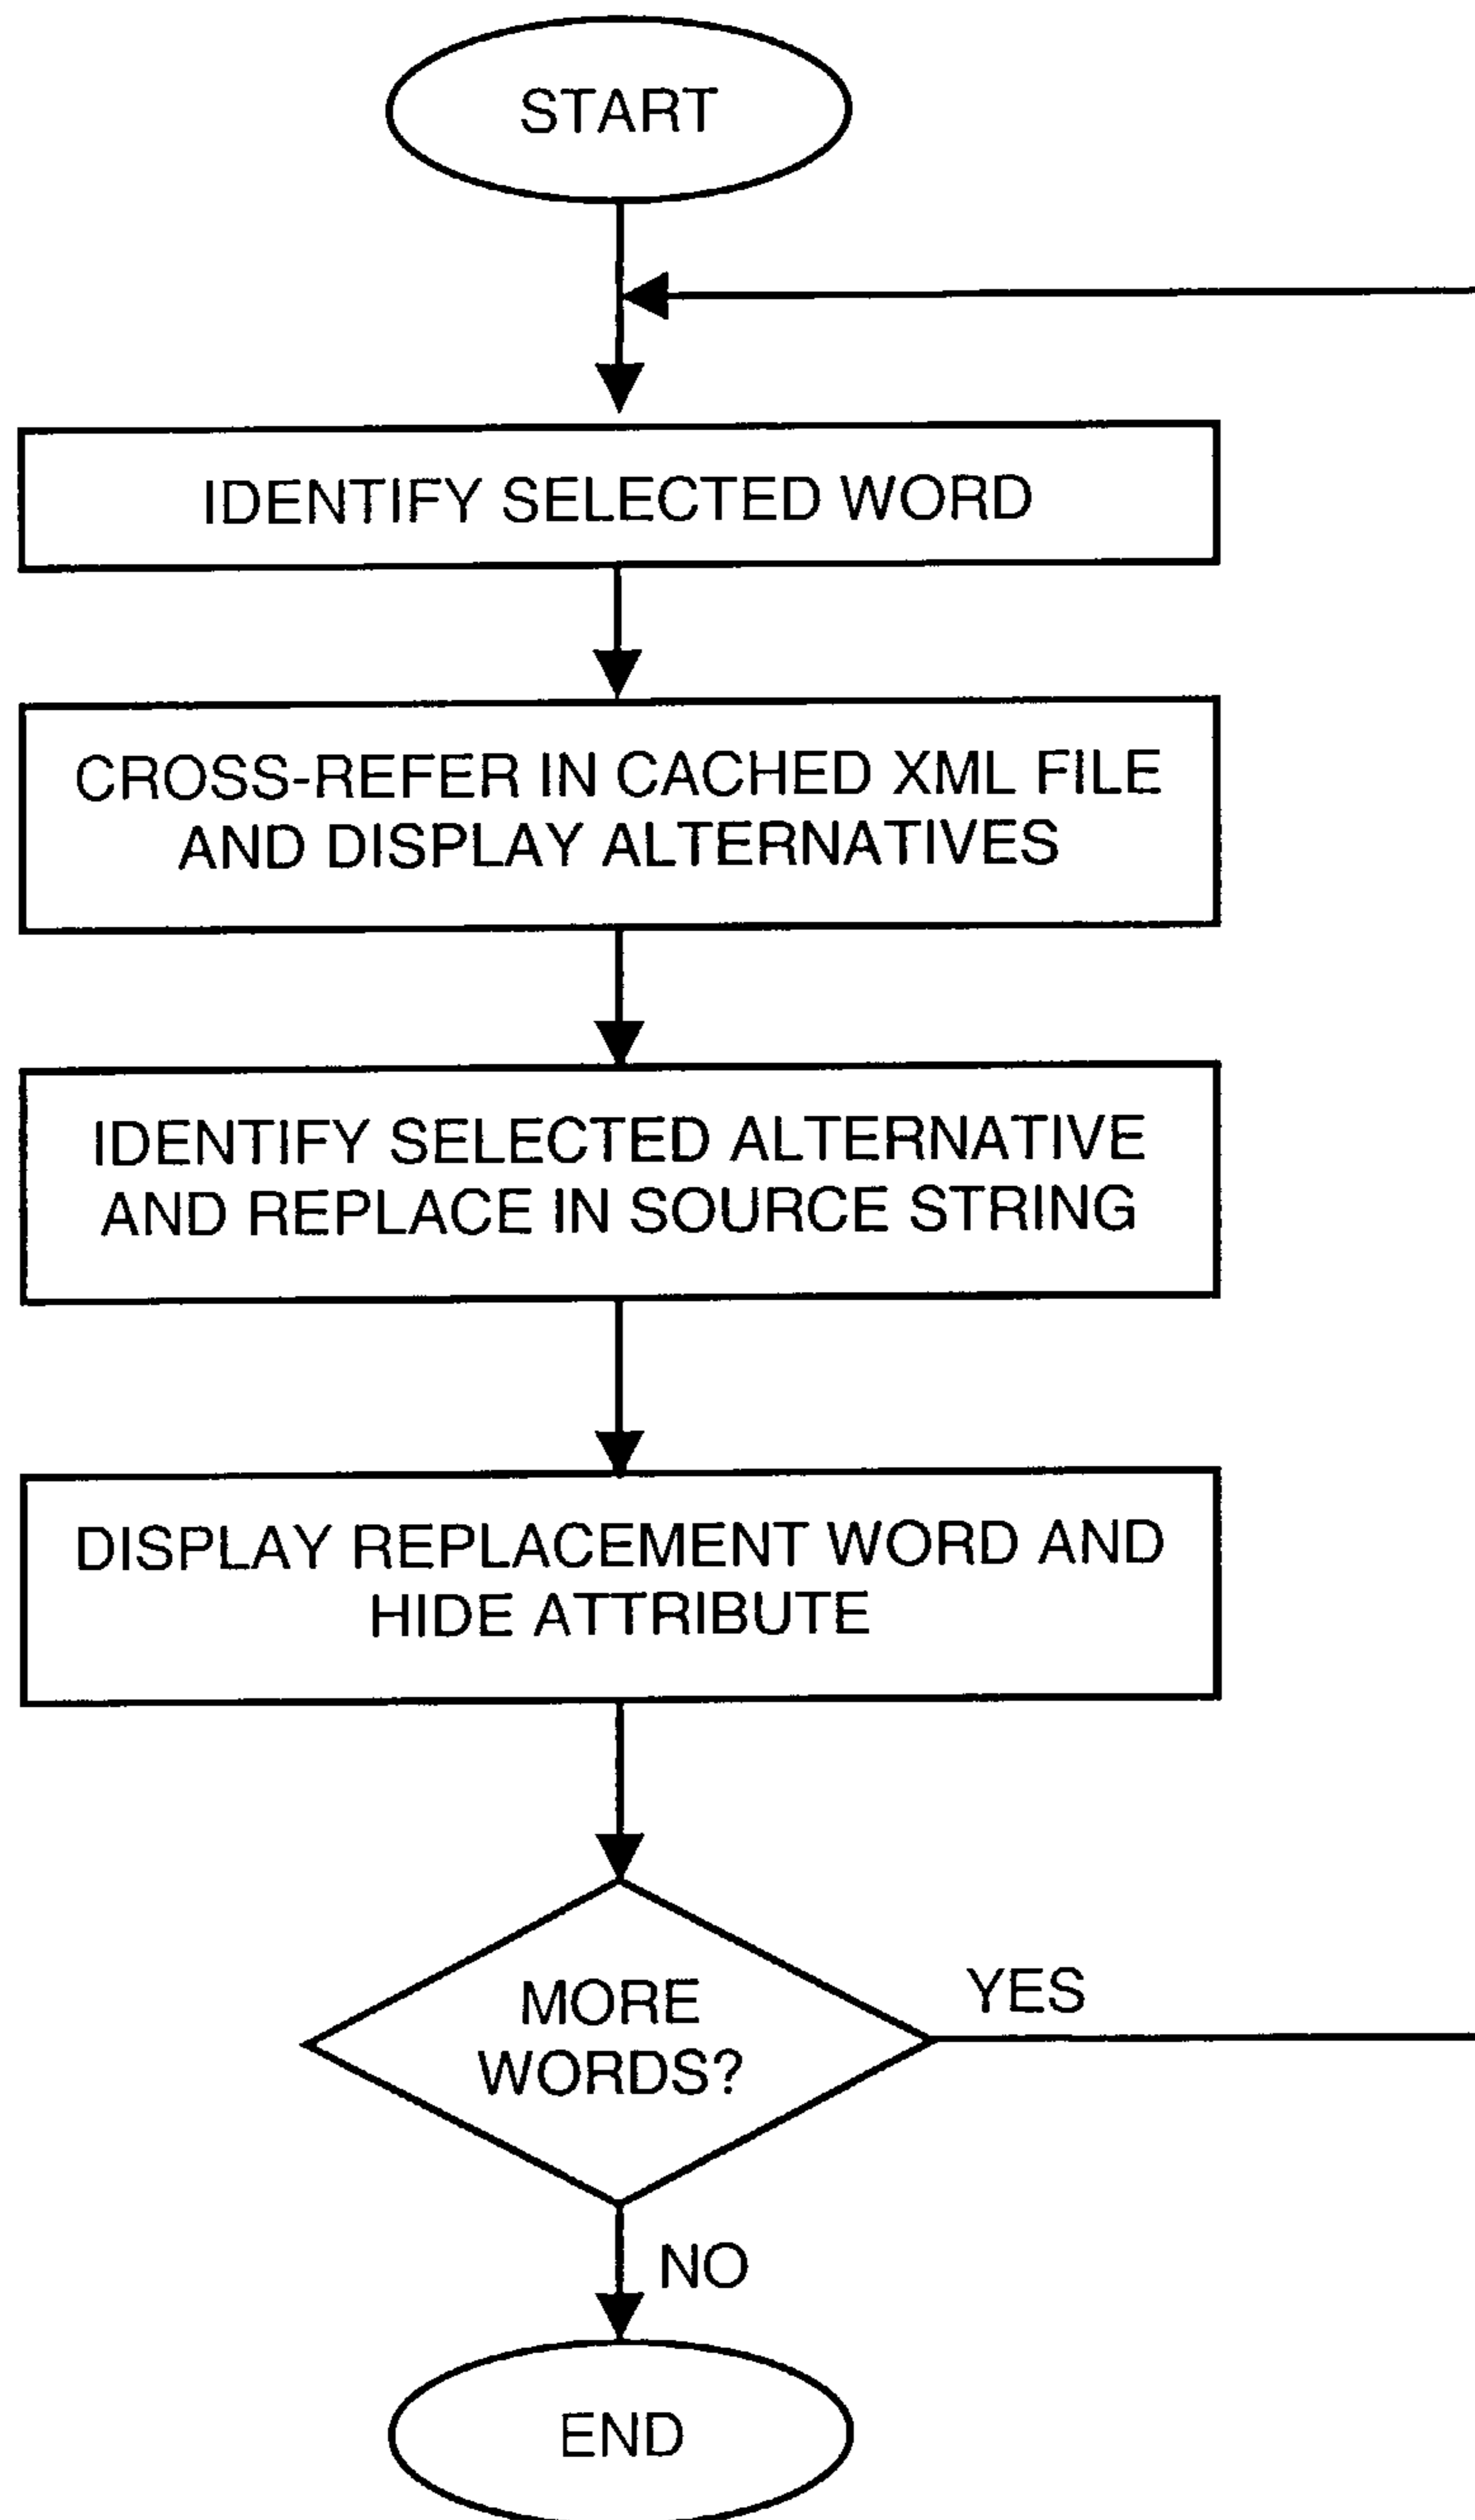 START
IDENTIFY SELECTED WORD
CROSS-REFER IN CACHED XML FILE
AND DISPLAY ALTERNATIVES
IDENTIFY SELECTED ALTERNATIVE
AND REPLACE IN SOURCE STRING
DISPLAY REPLACEMENT WORD AND
HIDE ATTRIBUTE
MORE
WORDS?
YES
NO
END